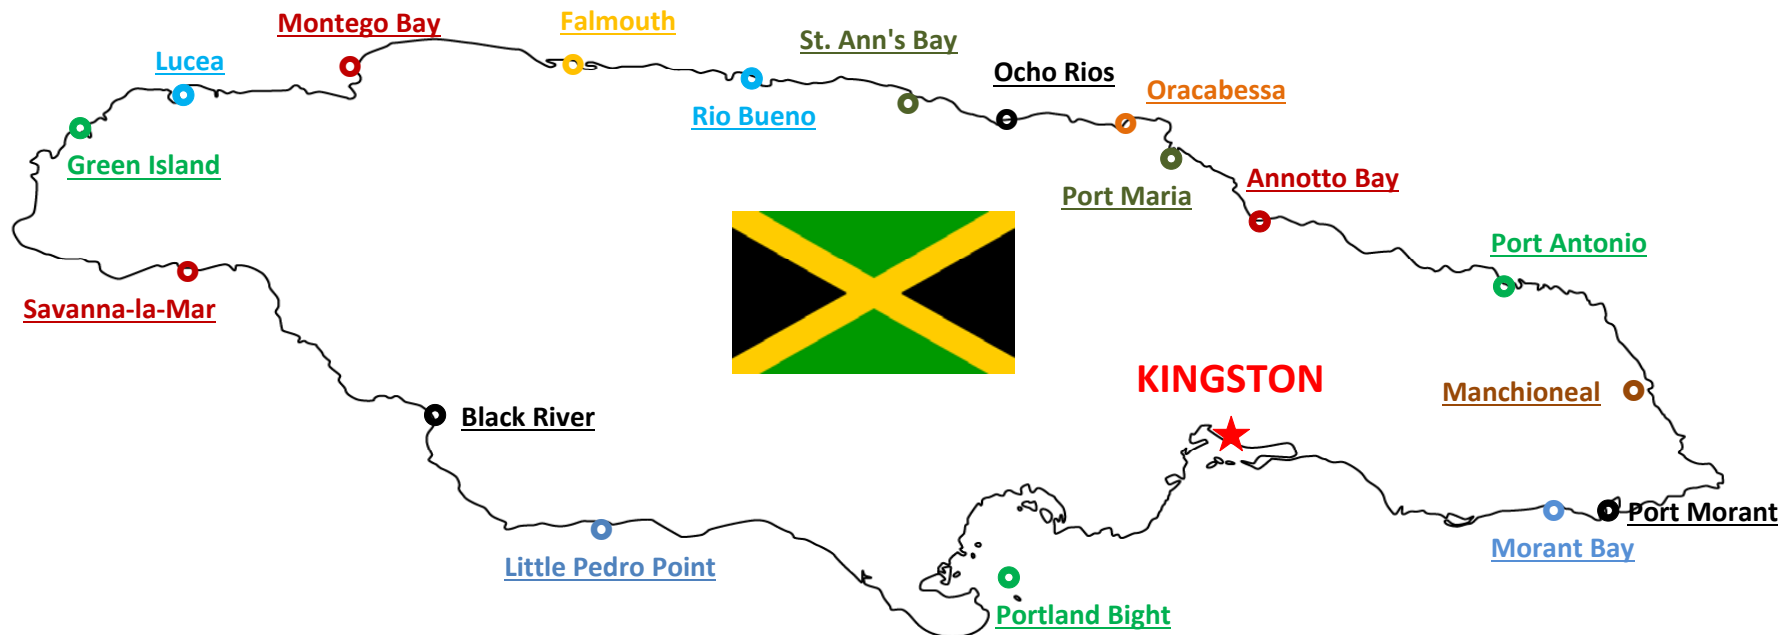 Montego Bay
Falmouth
St. Ann's Bay
Lucea
Ocho Rios
Oracabessa
Rio Bueno
Green Island
Port Maria
Annotto Bay
Port Antonio
Savanna-la-Mar
KINGSTON
Manchioneal
Black River
Port Morant
Morant Bay
Little Pedro Point
Portland Bight